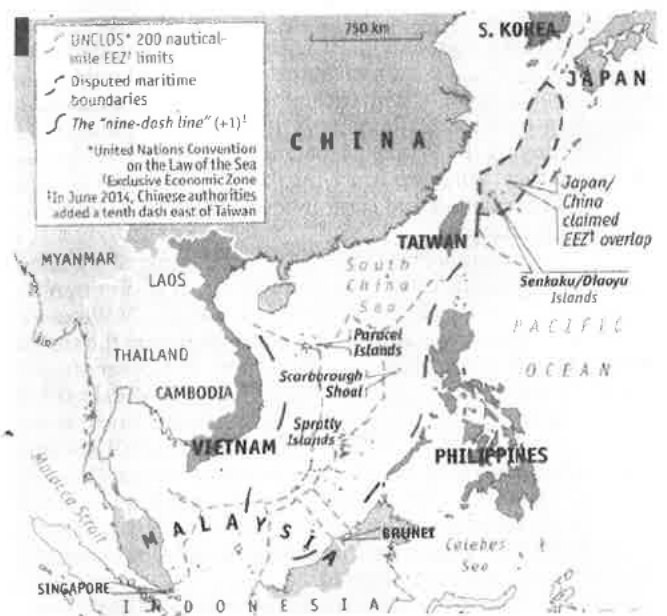 UNCLOS* 200 nautical-
mile EEZ† limits
Disputed maritime
boundaries
The "nine-dash line" (+1)‡
*United Nations Convention
on the Law of the Sea
†Exclusive Economic Zone
‡In June 2014, Chinese authorities
added a tenth dash east of Taiwan
750 km
S. KOREA
JAPAN
CHINA
Japan/
China
claimed
EEZ† overlap
TAIWAN
Senkaku/Diaoyu
Islands
MYANMAR
LAOS
South
China
Sea
PACIFIC
OCEAN
THAILAND
Paracel
Islands
CAMBODIA
Scarborough
Shoal
VIETNAM
Spratly
Islands
PHILIPPINES
Malacca Strait
MALAYSIA
BRUNEI
Celebes
Sea
SINGAPORE
INDONESIA